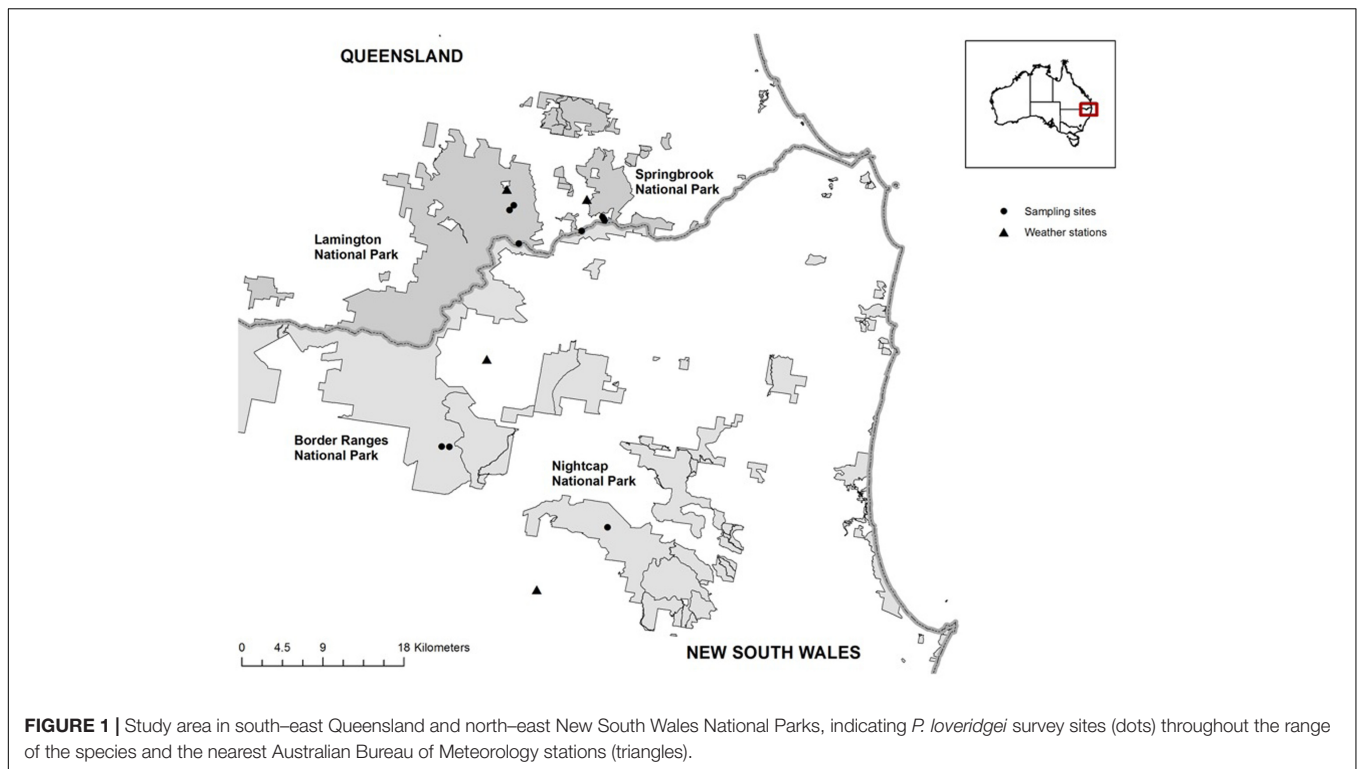 QUEENSLAND
Springbrook
National Park
Lamington
National Park
Sampling sites
Weather stations
Border Ranges
National Park
Nightcap
National Park
0 4.5 9 18 Kilometers
NEW SOUTH WALES
FIGURE 1 | Study area in south–east Queensland and north–east New South Wales National Parks, indicating P. loveridgei survey sites (dots) throughout the range
of the species and the nearest Australian Bureau of Meteorology stations (triangles).